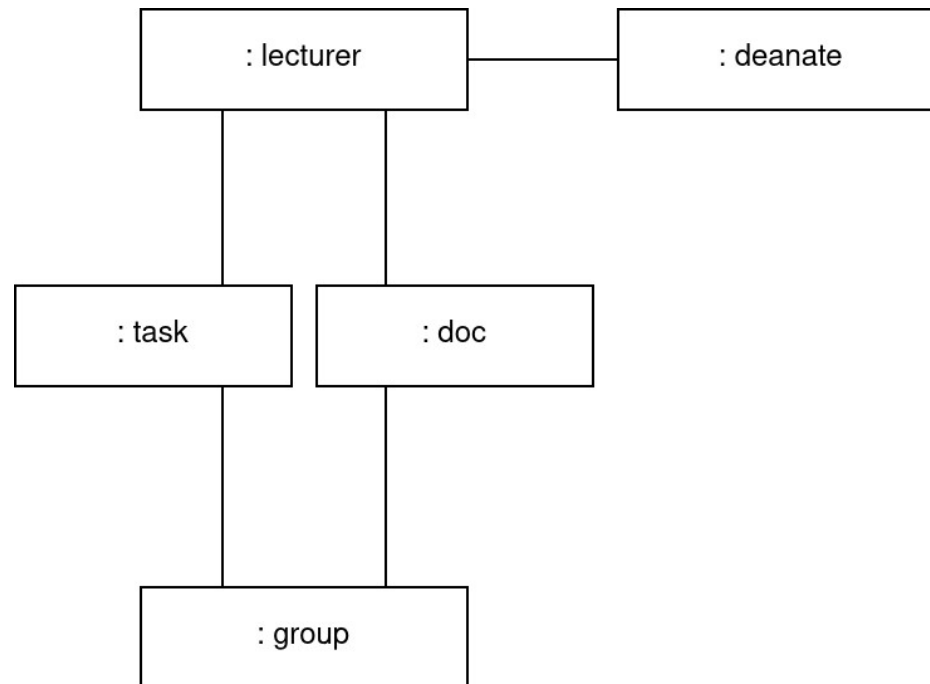 : lecturer
: deanate
: task
: doc
: group